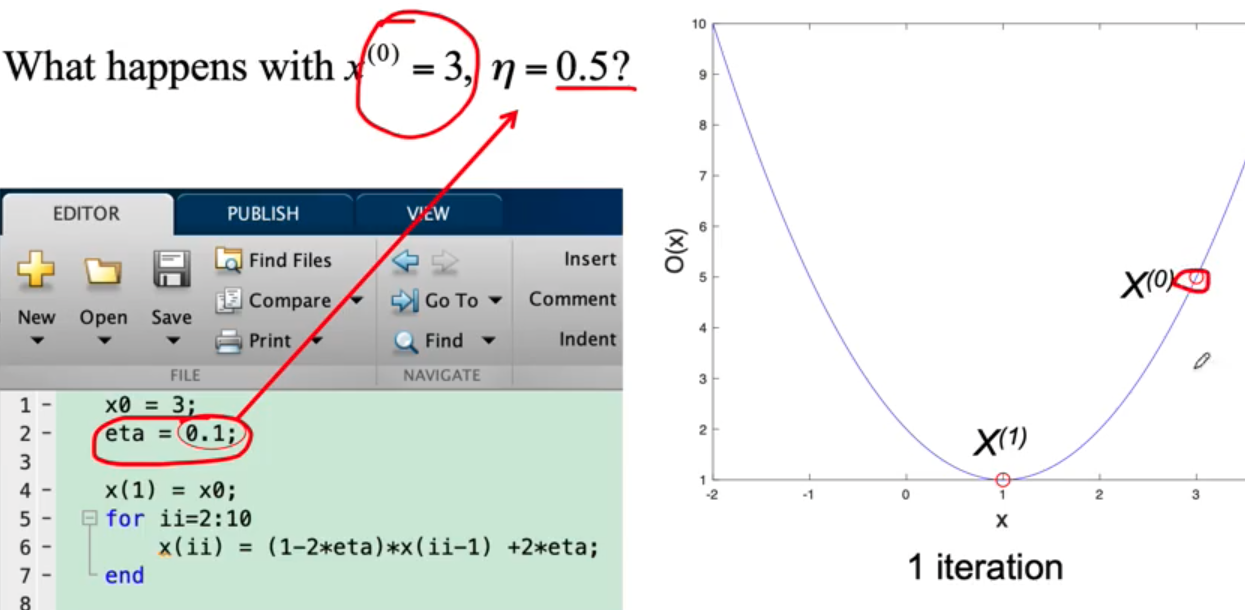 What happens with x(0) = 3, η = 0.5?
EDITOR PUBLISH VIEW
New Open Save
Find Files
Compare
Print
FILE
Go To
Find
NAVIGATE
Insert
Comment
Indent
1 - x0 = 3;
2 - eta = 0.1;
3
4 - x(1) = x0;
5 - for ii=2:10
6 - x(ii) = (1-2*eta)*x(ii-1) +2*eta;
7 - end
8
10
9
8
7
6
5
4
3
2
1
O(x)
X(0)
X(1)
-2 -1 0 1 2 3
x
1 iteration